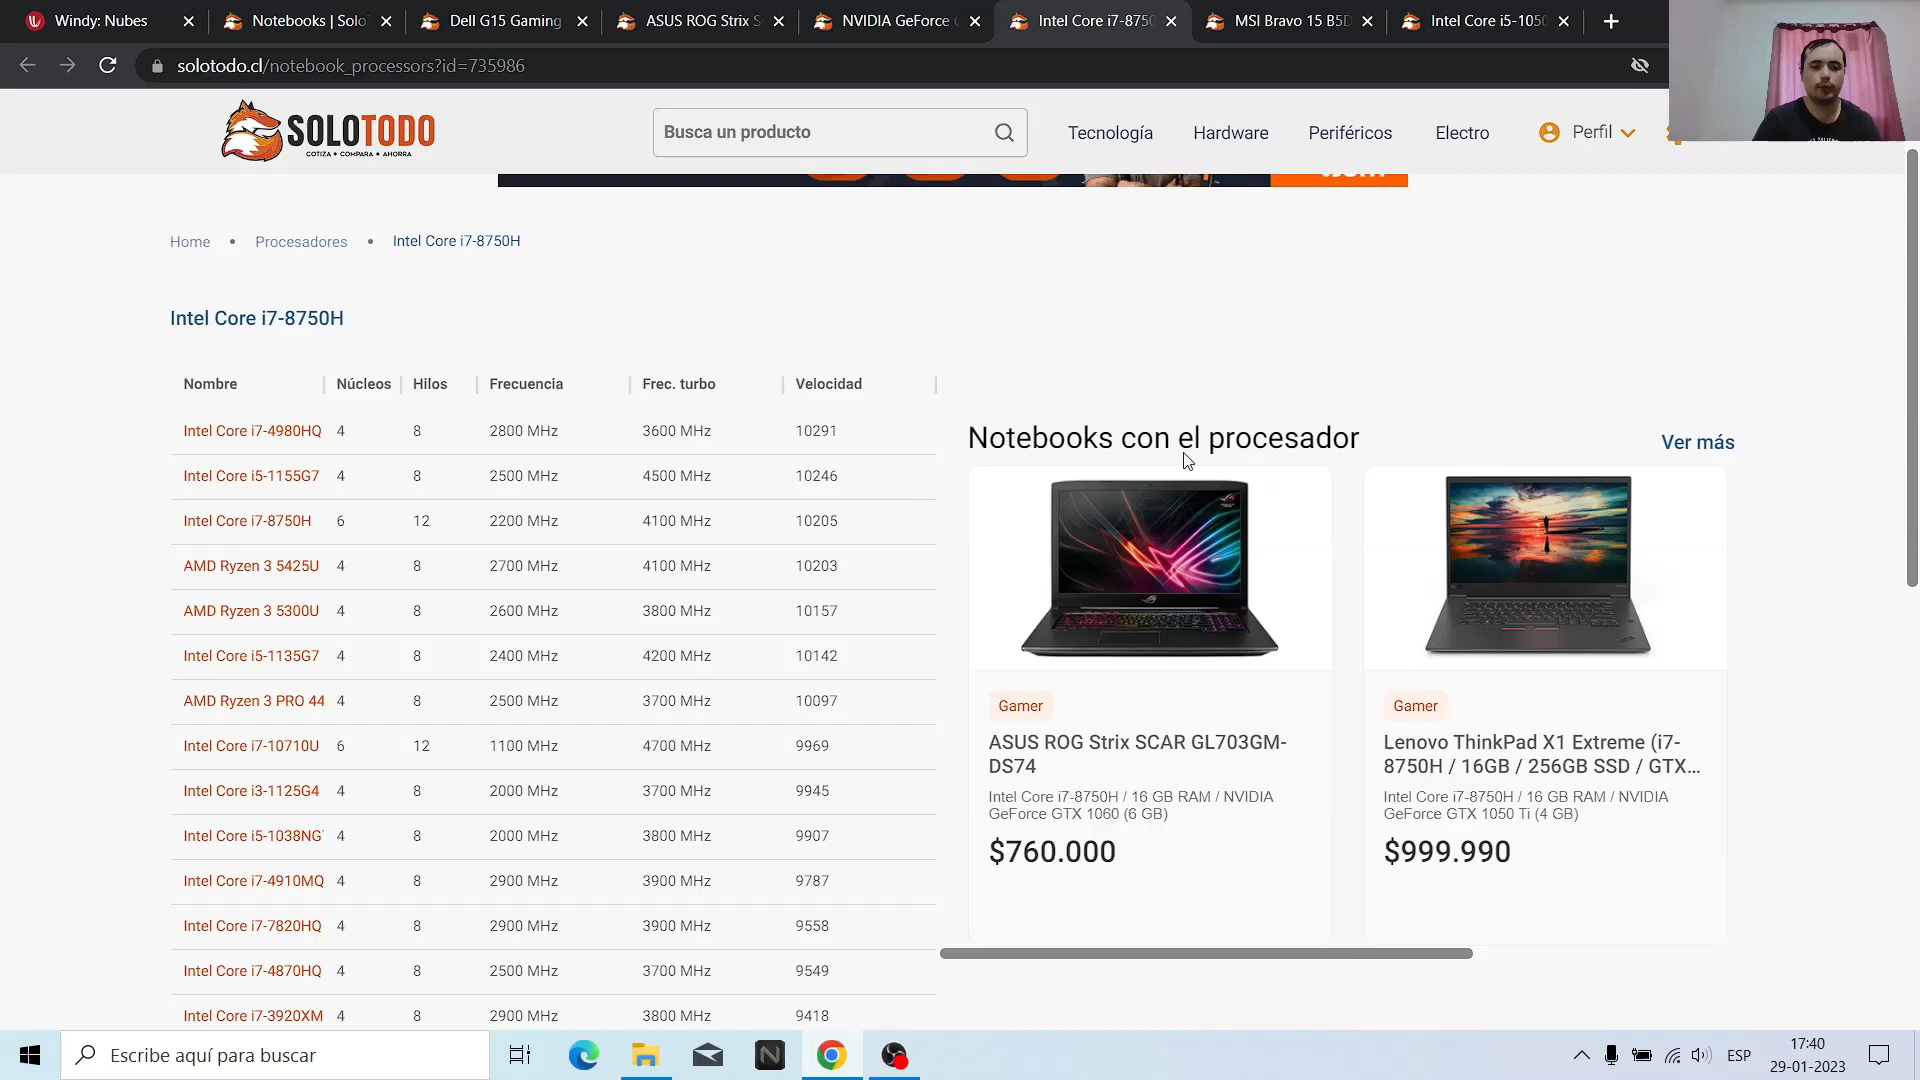 Windy: Nubes
Notebooks | Solo
Dell G15 Gaming
ASUS ROG Strix S
NVIDIA GeForce
Intel Core i7-8750
MSI Bravo 15 B5D
Intel Core i5-105
solotodo.cl/notebook_processors?id=735986
SOLOTODO
COTIZA • COMPARA • AHORRA
Busca un producto
Tecnología
Hardware
Periféricos
Electro
Perfil
Home • Procesadores • Intel Core i7-8750H
Intel Core i7-8750H
Nombre Núcleos Hilos Frecuencia Frec. turbo Velocidad
Intel Core i7-4980HQ 4 8 2800 MHz 3600 MHz 10291
Intel Core i5-1155G7 4 8 2500 MHz 4500 MHz 10246
Intel Core i7-8750H 6 12 2200 MHz 4100 MHz 10205
AMD Ryzen 3 5425U 4 8 2700 MHz 4100 MHz 10203
AMD Ryzen 3 5300U 4 8 2600 MHz 3800 MHz 10157
Intel Core i5-1135G7 4 8 2400 MHz 4200 MHz 10142
AMD Ryzen 3 PRO 44 4 8 2500 MHz 3700 MHz 10097
Intel Core i7-10710U 6 12 1100 MHz 4700 MHz 9969
Intel Core i3-1125G4 4 8 2000 MHz 3700 MHz 9945
Intel Core i5-1038NG 4 8 2000 MHz 3800 MHz 9907
Intel Core i7-4910MQ 4 8 2900 MHz 3900 MHz 9787
Intel Core i7-7820HQ 4 8 2900 MHz 3900 MHz 9558
Intel Core i7-4870HQ 4 8 2500 MHz 3700 MHz 9549
Intel Core i7-3920XM 4 8 2900 MHz 3800 MHz 9418
Notebooks con el procesador
Ver más
Gamer
ASUS ROG Strix SCAR GL703GM-
DS74
Intel Core i7-8750H / 16 GB RAM / NVIDIA
GeForce GTX 1060 (6 GB)
$760.000
Gamer
Lenovo ThinkPad X1 Extreme (i7-
8750H / 16GB / 256GB SSD / GTX...
Intel Core i7-8750H / 16 GB RAM / NVIDIA
GeForce GTX 1050 Ti (4 GB)
$999.990
Escribe aquí para buscar
ESP
17:40
29-01-2023